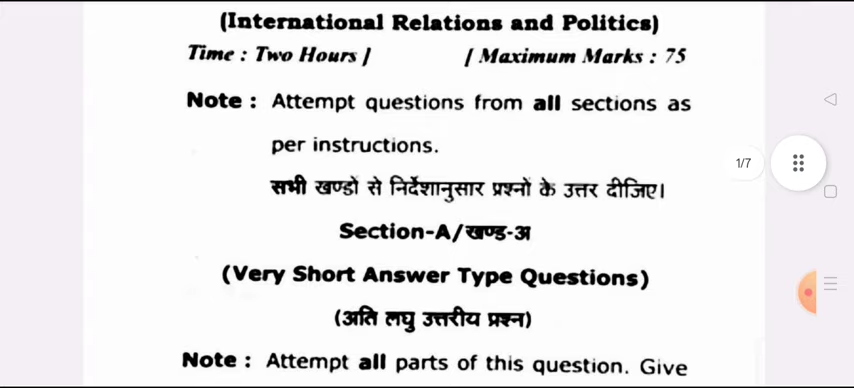 (International Relations and Politics)
Time : Two Hours ] [ Maximum Marks : 75
Note : Attempt questions from all sections as
per instructions.
सभी खण्डों से निर्देशानुसार प्रश्नों के उत्तर दीजिए।
1/7
Section-A/खण्ड-अ
(Very Short Answer Type Questions)
(अति लघु उत्तरीय प्रश्न)
Note : Attempt all parts of this question. Give